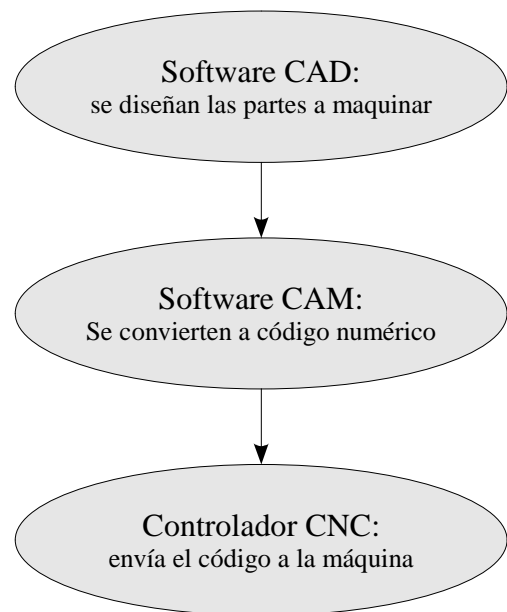 Software CAD:
se diseñan las partes a maquinar
Software CAM:
Se convierten a código numérico
Controlador CNC:
envía el código a la máquina